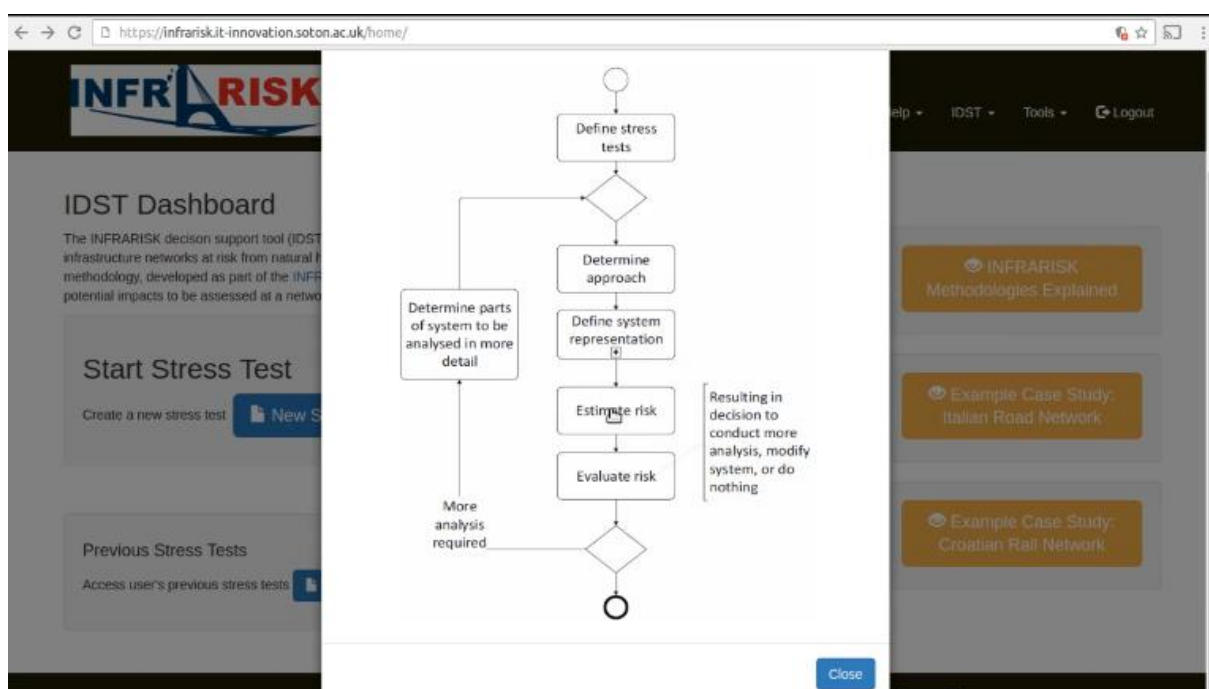 https://infrarisk.it-innovation.soton.ac.uk/home/
INFRARISK
elp
IDST
Tools
Logout
IDST Dashboard
The INFRARISK decison support tool (IDST
infrastructure networks at risk from natural h
methodology, developed as part of the INFR
potential impacts to be assessed at a netwo
Start Stress Test
Create a new stress test
New S
Previous Stress Tests
Access user's previous stress tests
Define stress
tests
Determine
approach
Define system
representation
Determine parts
of system to be
analysed in more
detail
Estimate risk
Evaluate risk
Resulting in
decision to
conduct more
analysis, modify
system, or do
nothing
More
analysis
required
INFRARISK
Methodologies Explained
Example Case Study:
Italian Road Network
Example Case Study:
Croatian Rail Network
Close